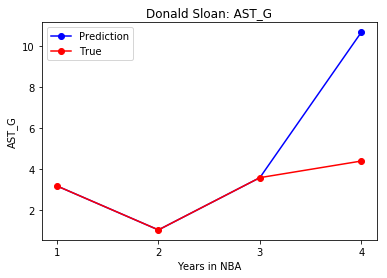 Donald Sloan: AST_G
Prediction
True
AST_G
10
8
6
4
2
1
2
3
4
Years in NBA